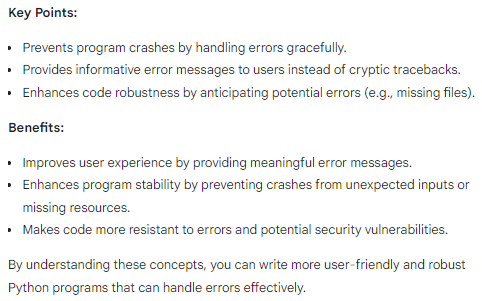 Key Points:
• Prevents program crashes by handling errors gracefully.
• Provides informative error messages to users instead of cryptic tracebacks.
• Enhances code robustness by anticipating potential errors (e.g., missing files).
Benefits:
• Improves user experience by providing meaningful error messages.
• Enhances program stability by preventing crashes from unexpected inputs or
missing resources.
• Makes code more resistant to errors and potential security vulnerabilities.
By understanding these concepts, you can write more user-friendly and robust
Python programs that can handle errors effectively.